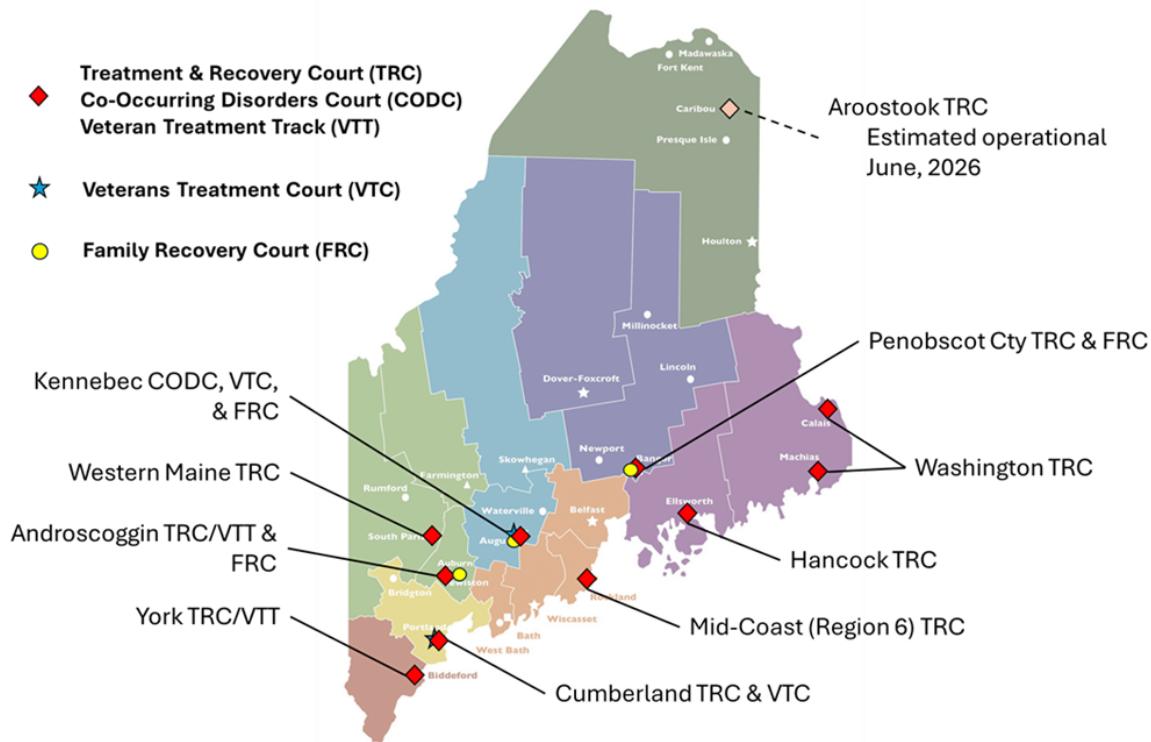 Treatment & Recovery Court (TRC)
Co-Occurring Disorders Court (CODC)
Veteran Treatment Track (VTT)
Veterans Treatment Court (VTC)
Family Recovery Court (FRC)
Madawaska
Fort Kent
Caribou
Presque Isle
Aroostook TRC
Estimated operational
June, 2026
Houlton
Millinocket
Penobscot Cty TRC & FRC
Lincoln
Dover-Foxcroft
Kennebec CODC, VTC,
& FRC
Calais
Newport
Bangor
Machias
Washington TRC
Skowhegan
Farmington
Western Maine TRC
Rumford
Waterville
Belfast
Ellsworth
South Paris
Augu
Hancock TRC
Androscoggin TRC/VTT &
FRC
Auburn
Lewiston
Bridgton
Rockland
Wiscasset
York TRC/VTT
Portland
Bath
West Bath
Mid-Coast (Region 6) TRC
Biddeford
Cumberland TRC & VTC